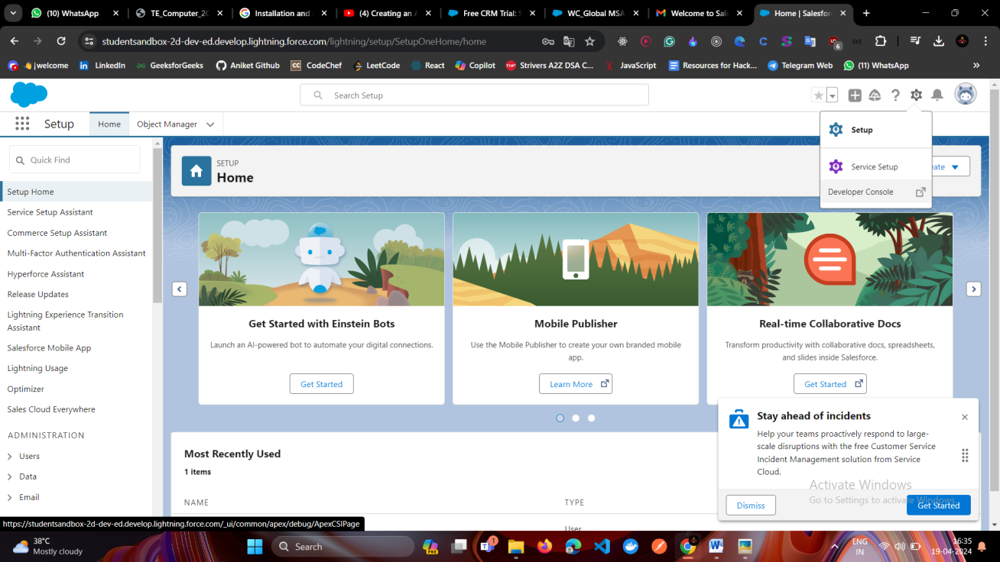 (10) WhatsApp
TE_Computer_20
Installation and
(4) Creating an A
Free CRM Trial: S
WC_Global MSA
Welcome to Sale
Home | Salesfor
studentsandbox-2d-dev-ed.develop.lightning.force.com/lightning/setup/SetupOneHome/home
6
|welcome
LinkedIn
GeeksforGeeks
Aniket Github
CC CodeChef
LeetCode
React
Copilot
TUF Strivers A2Z DSA C...
JavaScript
Resources for Hack...
Telegram Web
(11) WhatsApp
Search Setup
Setup
Home
Object Manager
Setup
Service Setup
Developer Console
Quick Find
Setup Home
Service Setup Assistant
Commerce Setup Assistant
Multi-Factor Authentication Assistant
Hyperforce Assistant
Release Updates
Lightning Experience Transition
Assistant
Salesforce Mobile App
Lightning Usage
Optimizer
Sales Cloud Everywhere
ADMINISTRATION
Users
Data
Email
SETUP
Home
eate
Get Started with Einstein Bots
Launch an AI-powered bot to automate your digital connections.
Get Started
Mobile Publisher
Use the Mobile Publisher to create your own branded mobile
app.
Learn More
Real-time Collaborative Docs
Transform productivity with collaborative docs, spreadsheets,
and slides inside Salesforce.
Get Started
Most Recently Used
1 items
NAME
TYPE
User
Stay ahead of incidents
Help your teams proactively respond to large-
scale disruptions with the free Customer Service
Incident Management solution from Service
Cloud.
Dismiss
Get Started
Activate Windows
Go to Settings to activate Windows.
https://studentsandbox-2d-dev-ed.develop.lightning.force.com/_ui/common/apex/debug/ApexCSIPage
38°C
Mostly cloudy
Search
PRE
1
ENG
IN
16:35
19-04-2024